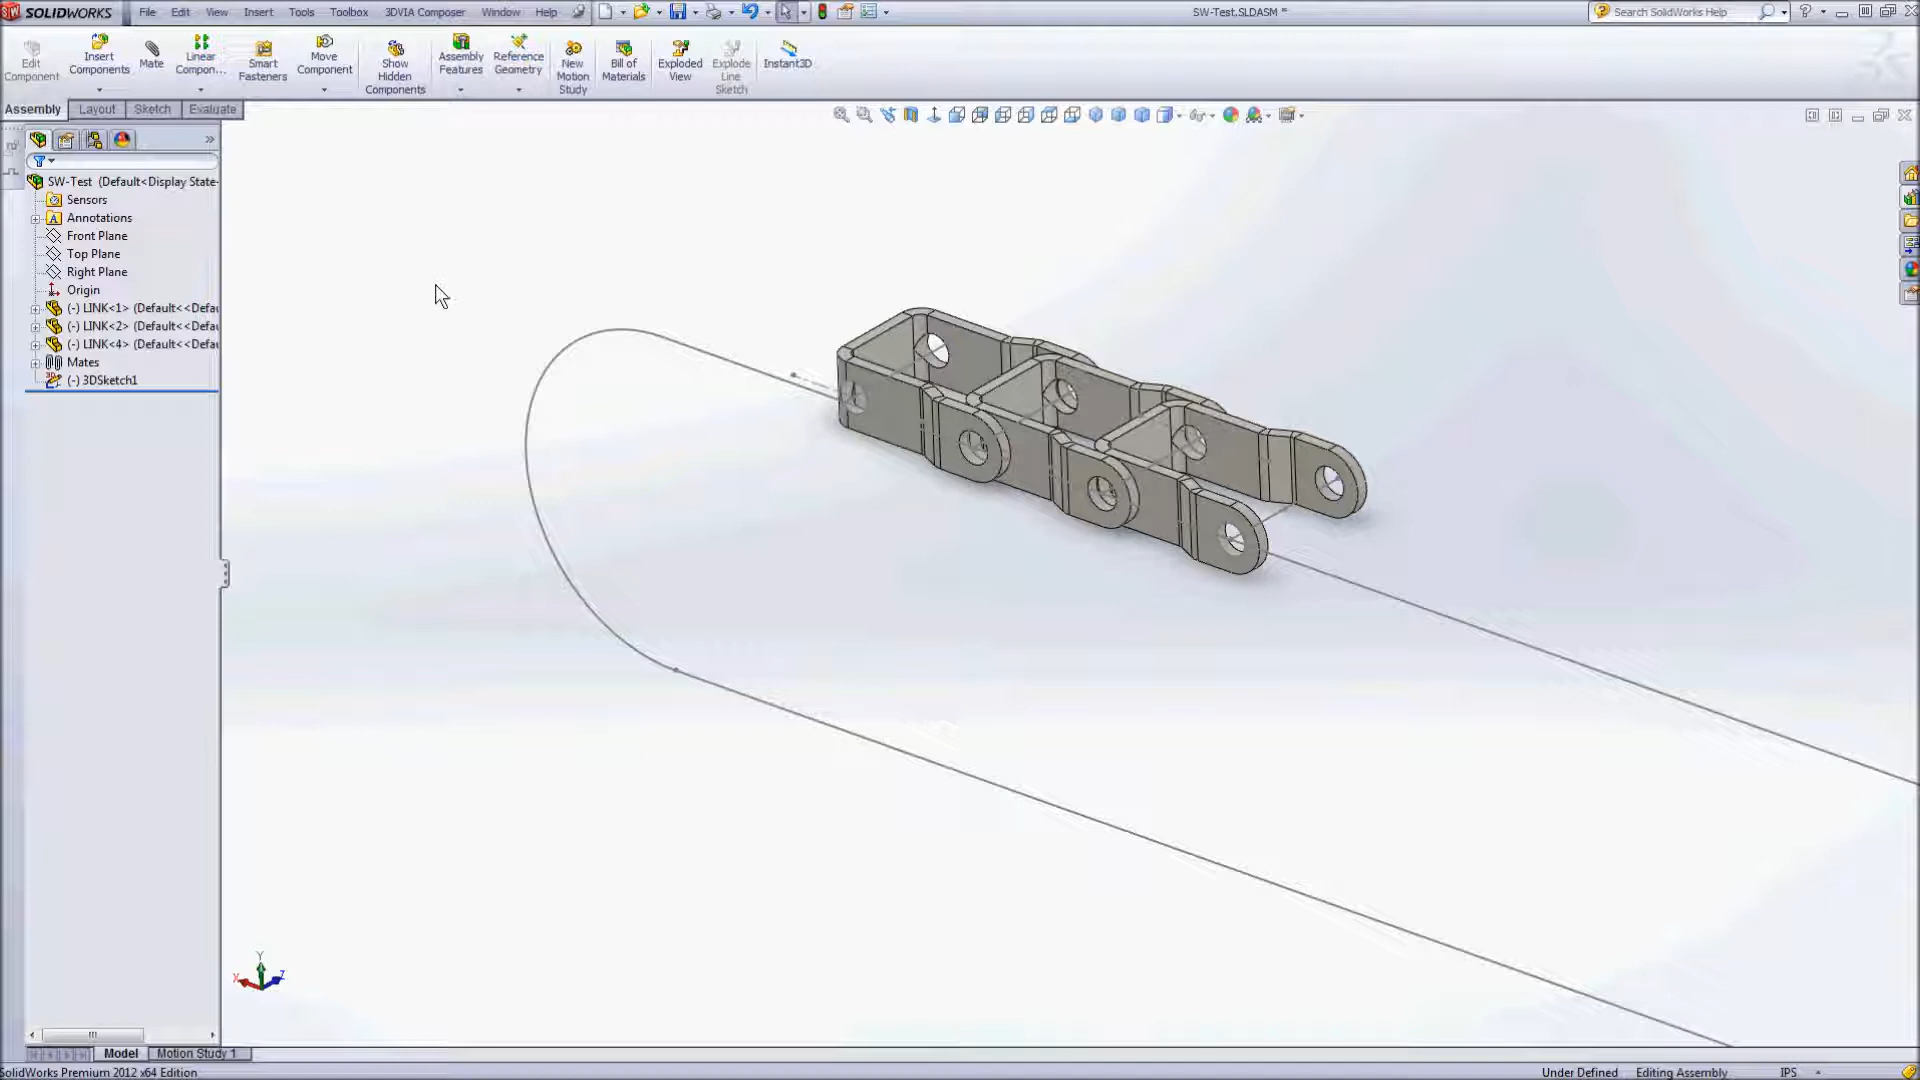 SOLIDWORKS File Edit View Insert Tools Toolbox 3DVIA Composer Window Help SW-Test.SLDASM * Search SolidWorks Help
Edit Component
Insert Components
Mate
Linear Compon...
Smart Fasteners
Move Component
Show Hidden Components
Assembly Features
Reference Geometry
New Motion Study
Bill of Materials
Exploded View
Explode Line Sketch
Instant3D
Assembly Layout Sketch Evaluate
SW-Test (Default<Display State-
Sensors
Annotations
Front Plane
Top Plane
Right Plane
Origin
(-) LINK<1> (Default<<Defau
(-) LINK<2> (Default<<Defau
(-) LINK<4> (Default<<Defau
Mates
(-) 3DSketch1
Y
X Z
Model Motion Study 1
SolidWorks Premium 2012 x64 Edition Under Defined Editing Assembly IPS